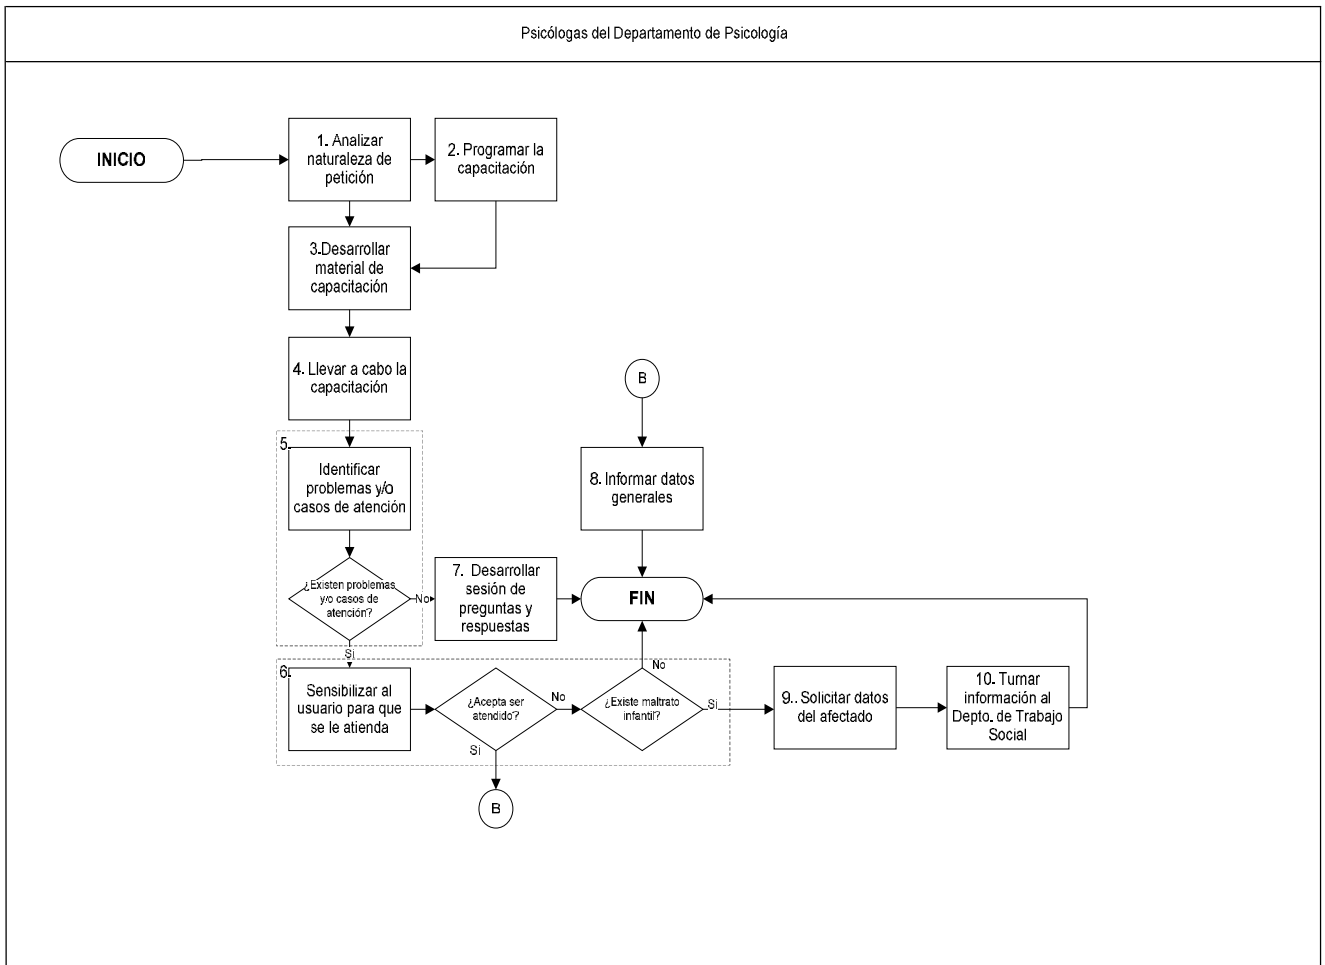 Psicólogas del Departamento de Psicología
INICIO
1. Analizar
naturaleza de
petición
2. Programar la
capacitación
3.Desarrollar
material de
capacitación
4. Llevar a cabo la
capacitación
B
5.
Identificar
problemas y/o
casos de atención
8. Informar datos
generales
¿Existen problemas
y/o casos de
atención?
No
7. Desarrollar
sesión de
preguntas y
respuestas
FIN
Si
No
6.
Sensibilizar al
usuario para que
se le atienda
¿Acepta ser
atendido?
No
¿Existe maltrato
infantil?
Si
9.. Solicitar datos
del afectado
10. Turnar
información al
Depto. de Trabajo
Social
Si
B